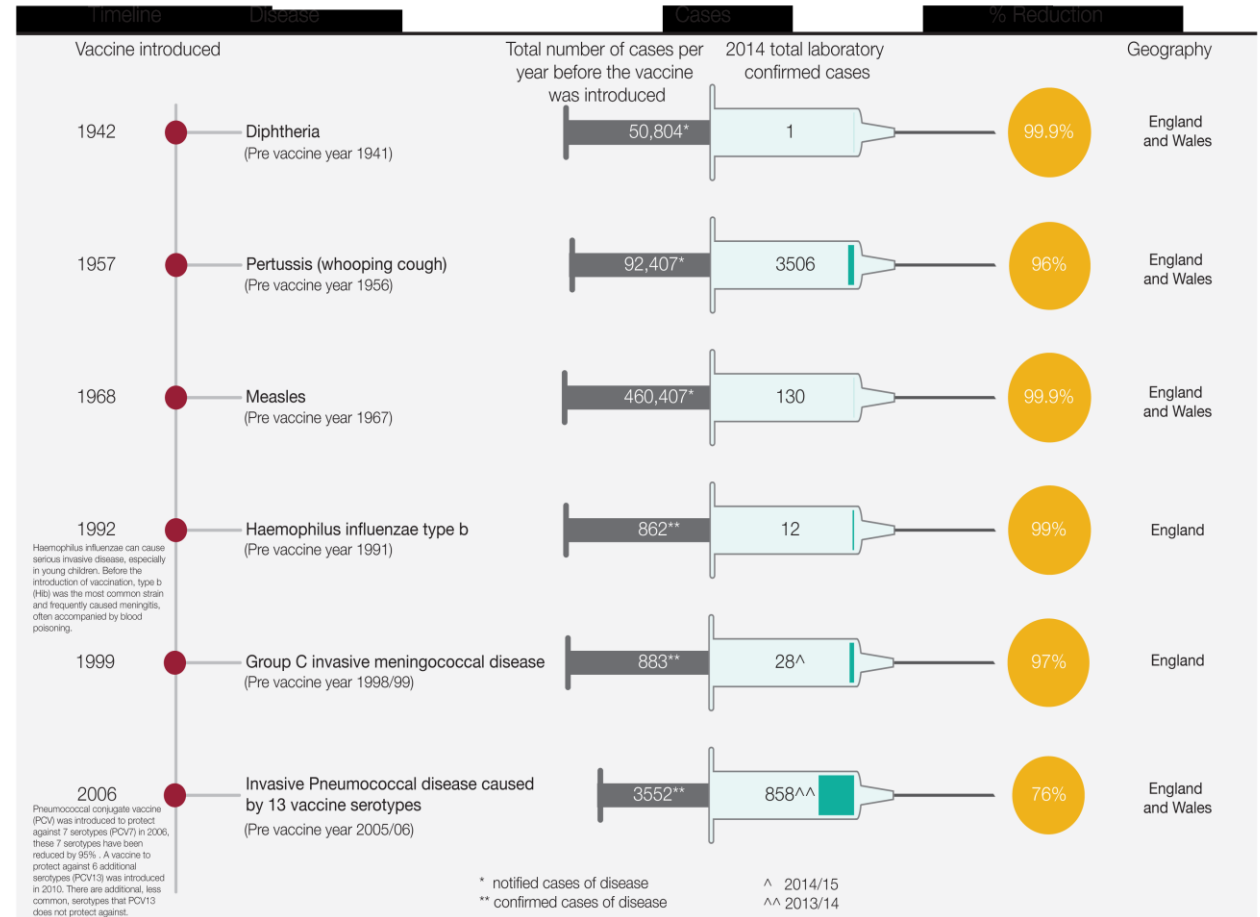 Timeline Disease Cases % Reduction
Vaccine introduced
Total number of cases per
year before the vaccine
was introduced
2014 total laboratory
confirmed cases
Geography
1942
Diphtheria
(Pre vaccine year 1941)
50,804*
1
99.9%
England
and Wales
1957
Pertussis (whooping cough)
(Pre vaccine year 1956)
92,407*
3506
96%
England
and Wales
1968
Measles
(Pre vaccine year 1967)
460,407*
130
99.9%
England
and Wales
1992
Haemophilus influenzae can cause
serious invasive disease, especially
in young children. Before the
introduction of vaccination, type b
(Hib) was the most common strain
and frequently caused meningitis,
often accompanied by blood
poisoning.
Haemophilus influenzae type b
(Pre vaccine year 1991)
862**
12
99%
England
1999
Group C invasive meningococcal disease
(Pre vaccine year 1998/99)
883**
28^
97%
England
2006
Pneumococcal conjugate vaccine
(PCV) was introduced to protect
against 7 serotypes (PCV7) in 2006,
these 7 serotypes have been
reduced by 95% . A vaccine to
protect against 6 additional
serotypes (PCV13) was introduced
in 2010. There are additional, less
common, serotypes that PCV13
does not protect against.
Invasive Pneumococcal disease caused
by 13 vaccine serotypes
(Pre vaccine year 2005/06)
3552**
858^^
76%
England
and Wales
* notified cases of disease
** confirmed cases of disease
^ 2014/15
^^ 2013/14